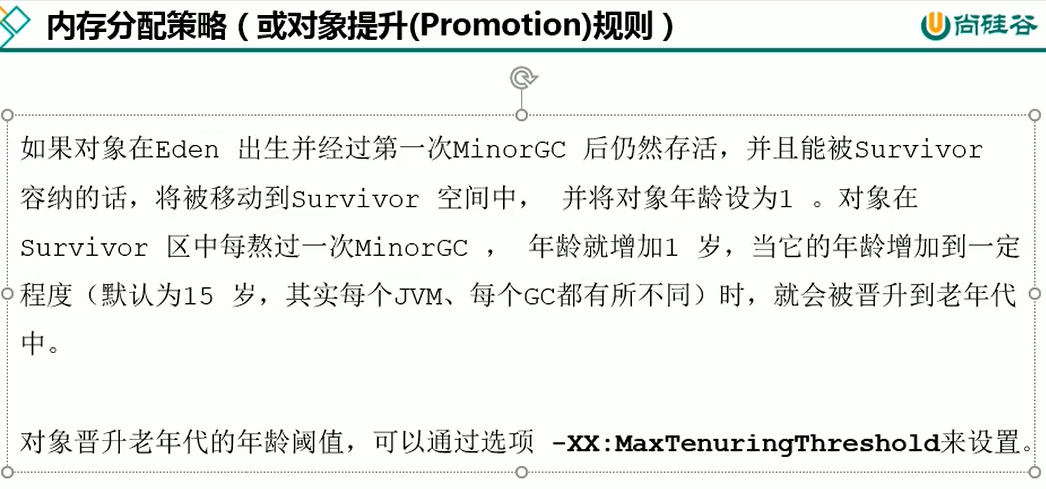 内存分配策略（或对象提升(Promotion)规则）
尚硅谷
如果对象在Eden 出生并经过第一次MinorGC 后仍然存活，并且能被Survivor
容纳的话，将被移动到Survivor 空间中， 并将对象年龄设为1 。对象在
Survivor 区中每熬过一次MinorGC ， 年龄就增加1 岁，当它的年龄增加到一定
程度（默认为15 岁，其实每个JVM、每个GC都有所不同）时，就会被晋升到老年代
中。
对象晋升老年代的年龄阈值，可以通过选项 -XX:MaxTenuringThreshold来设置。